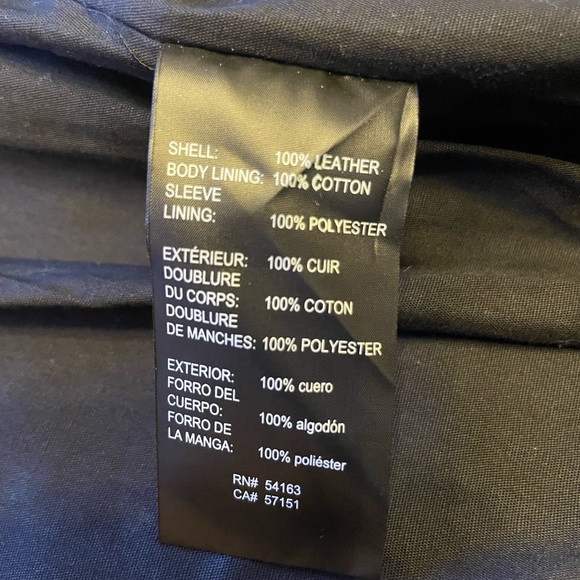 SHELL: 100% LEATHER
BODY LINING: 100% COTTON
SLEEVE
LINING: 100% POLYESTER
EXTÉRIEUR: 100% CUIR
DOUBLURE
DU CORPS: 100% COTON
DOUBLURE
DE MANCHES: 100% POLYESTER
EXTERIOR: 100% cuero
FORRO DEL
CUERPO: 100% algodón
FORRO DE
LA MANGA: 100% poliéster
RN# 54163
CA# 57151